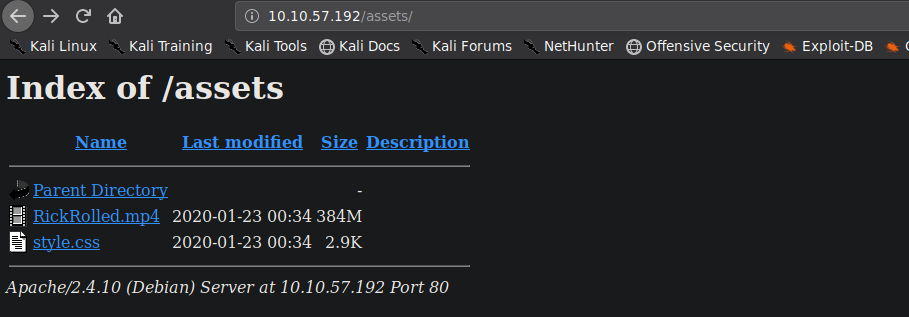 10.10.57.192/assets/
Kali Linux Kali Training Kali Tools Kali Docs Kali Forums NetHunter Offensive Security Exploit-DB
Index of /assets
Name Last modified Size Description
Parent Directory -
RickRolled.mp4 2020-01-23 00:34 384M
style.css 2020-01-23 00:34 2.9K
Apache/2.4.10 (Debian) Server at 10.10.57.192 Port 80